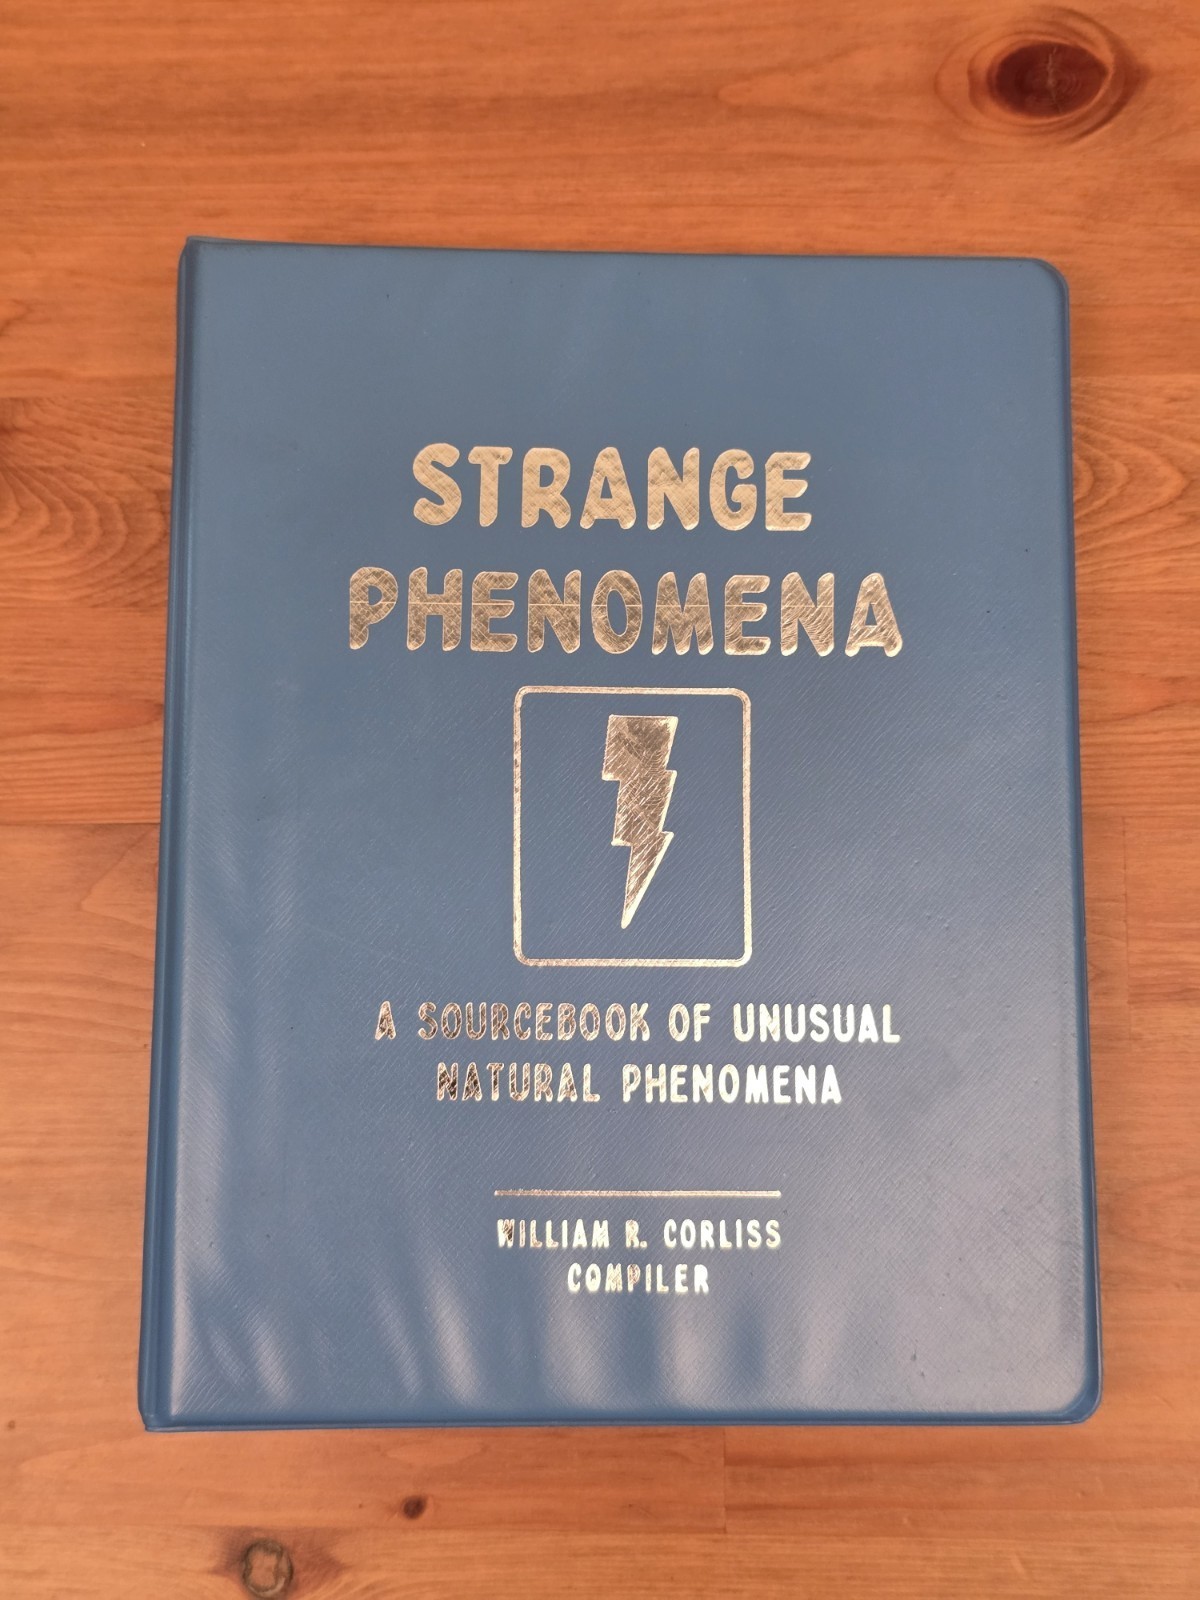 STRANGE
PHENOMENA
A SOURCEBOOK OF UNUSUAL
NATURAL PHENOMENA
WILLIAM R. CORLISS
COMPILER